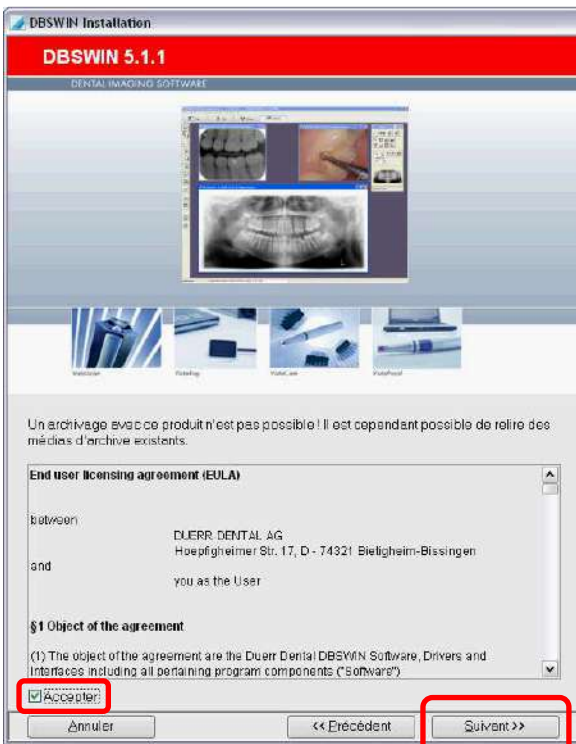 DBSWIN Installation
DBSWIN 5.1.1
DENTAL IMAGING SOFTWARE
VistaScan
VistaRay
VistaCam
VistaProof
Un archivage avec ce produit n'est pas possible ! Il est cependant possible de relire des
médias d'archive existants.
End user licensing agreement (EULA)
between
DUERR DENTAL AG
Hoepfigheimer Str. 17, D - 74321 Bietigheim-Bissingen
and
you as the User
§1 Object of the agreement
(1) The object of the agreement are the Duerr Dental DBSWIN Software, Drivers and
Interfaces including all pertaining program components ("Software")
Accepter
Annuler
<< Précédent
Suivant >>